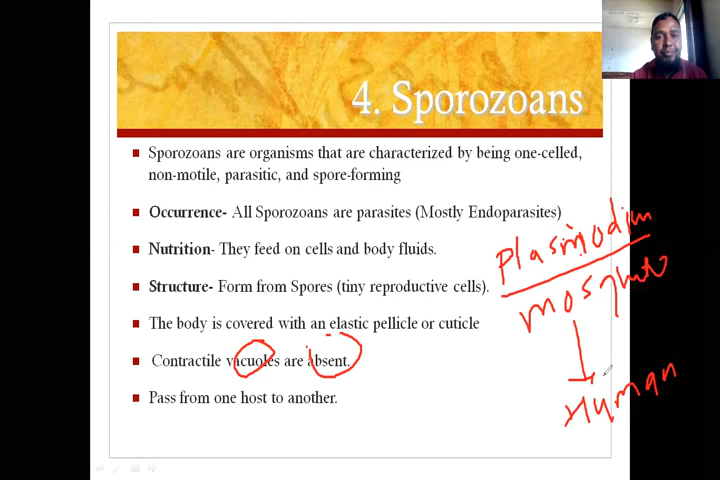 4. Sporozoans
Sporozoans are organisms that are characterized by being one-celled,
non-motile, parasitic, and spore-forming
Occurrence- All Sporozoans are parasites (Mostly Endoparasites)
Nutrition- They feed on cells and body fluids.
Structure- Form from Spores (tiny reproductive cells).
The body is covered with an elastic pellicle or cuticle
Contractile vacuoles are absent.
Pass from one host to another.
Plasmodium
Human